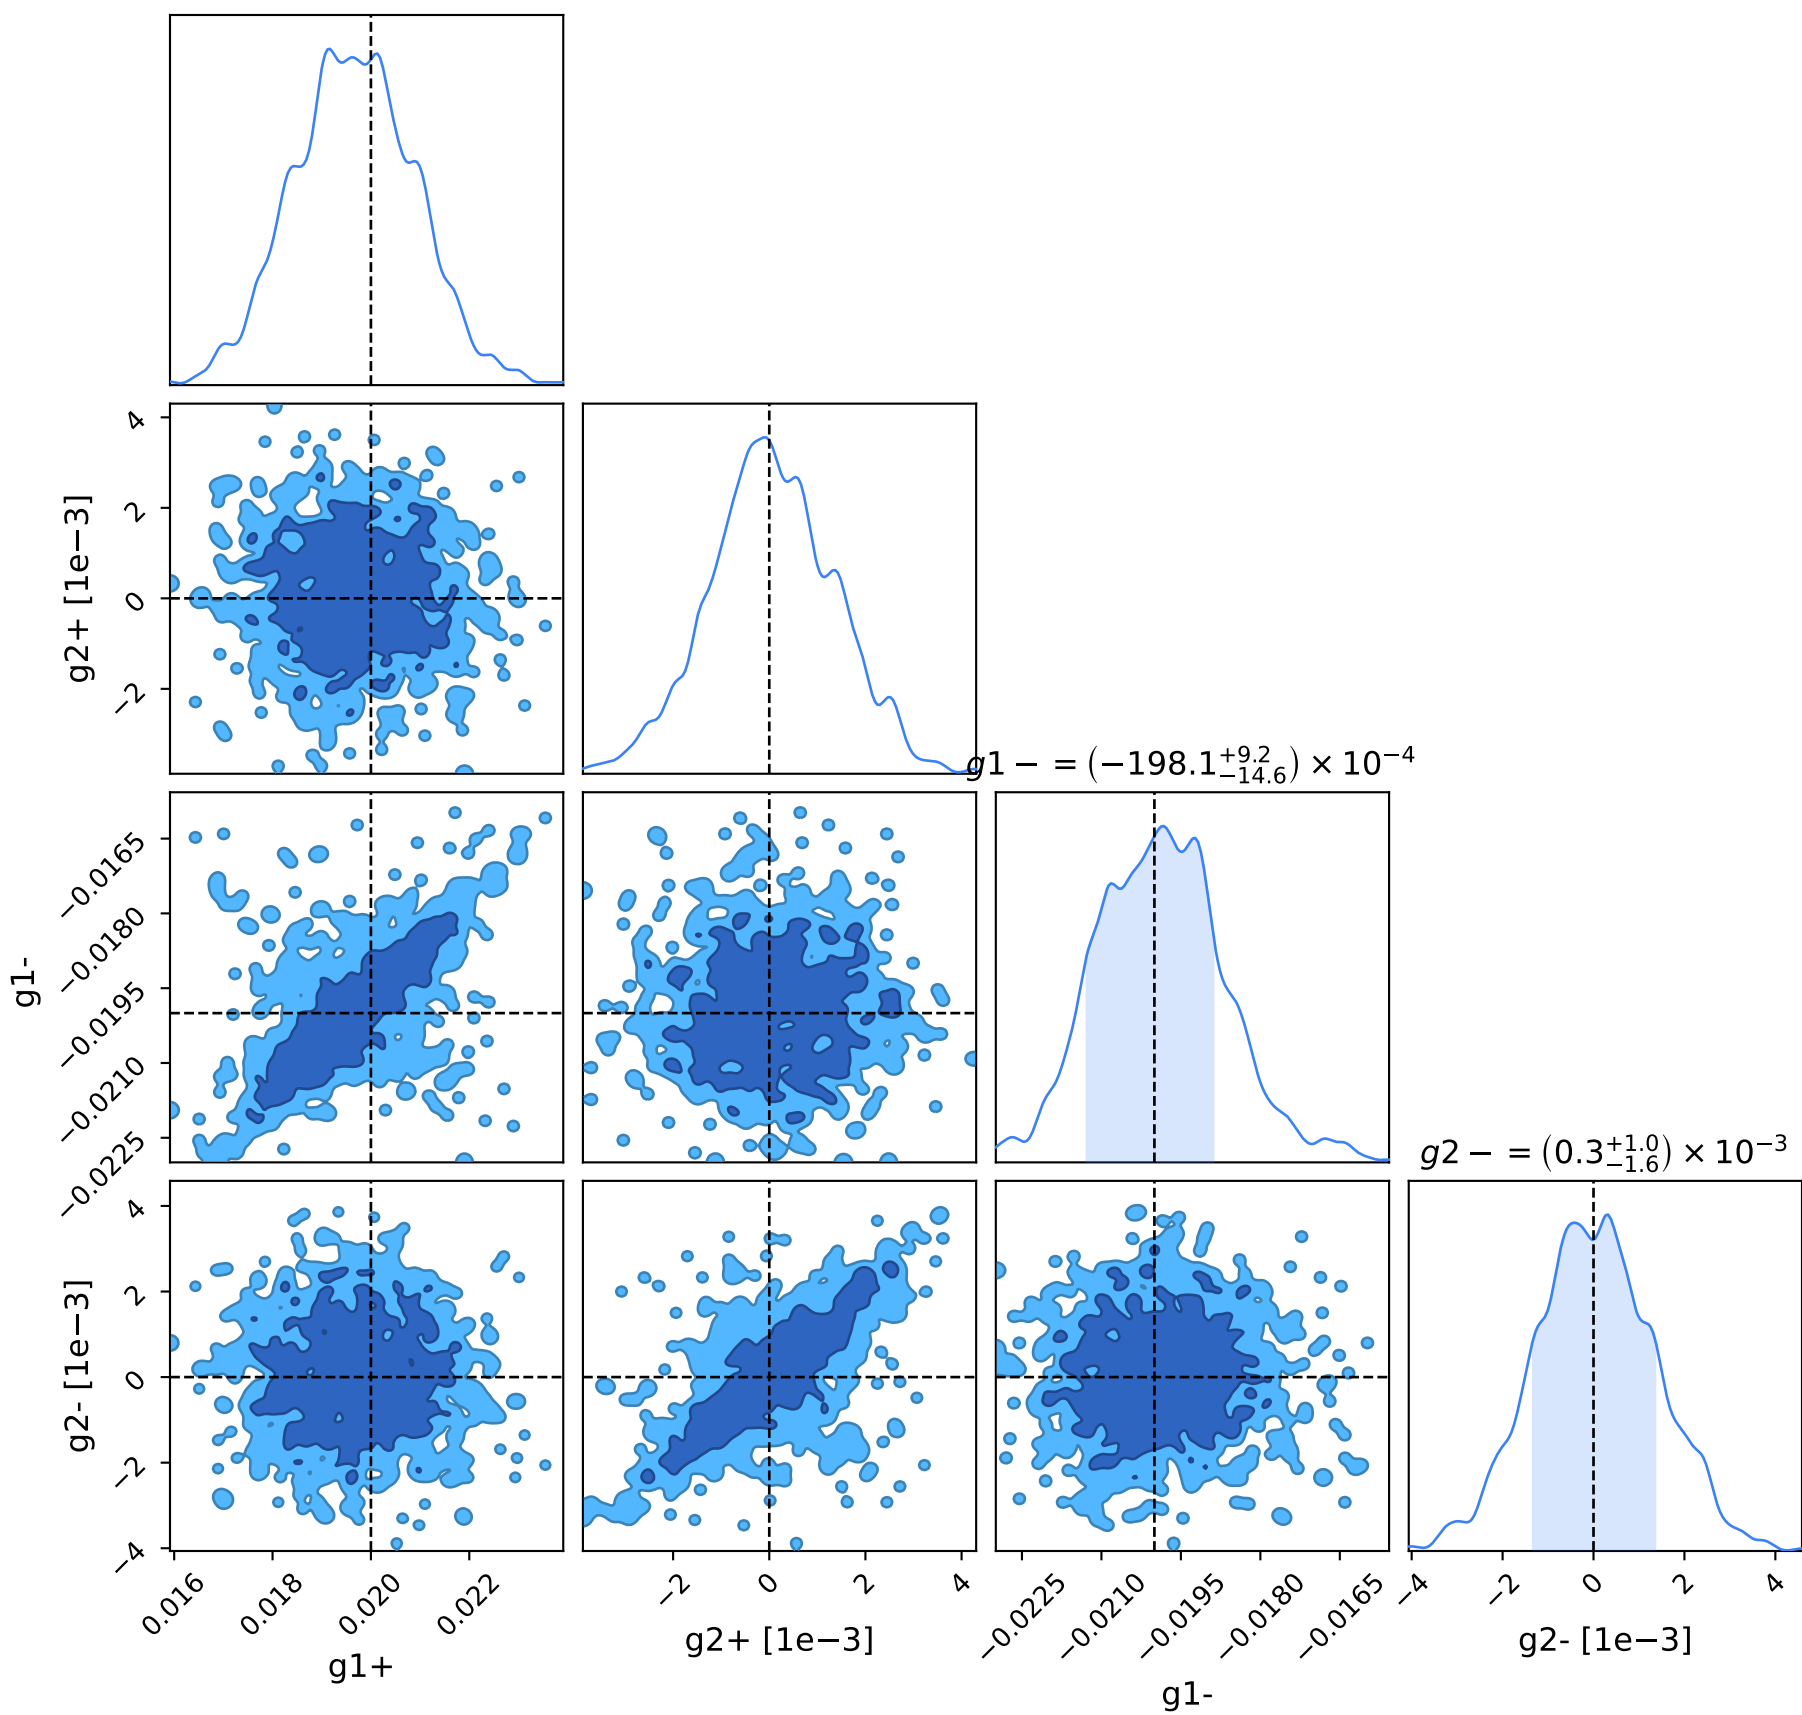 4
2
0
−2
g2+ [1e−3]
g1− = (−198.1 +9.2 −14.6) × 10−4
−0.0165
−0.0180
−0.0195
−0.0210
−0.0225
g1-
g2− = (0.3 +1.0 −1.6) × 10−3
4
2
0
−2
−4
g2- [1e−3]
0.016 0.018 0.020 0.022
g1+
−2 0 2 4
g2+ [1e−3]
−0.0225 −0.0210 −0.0195 −0.0180 −0.0165
g1-
−4 −2 0 2 4
g2- [1e−3]